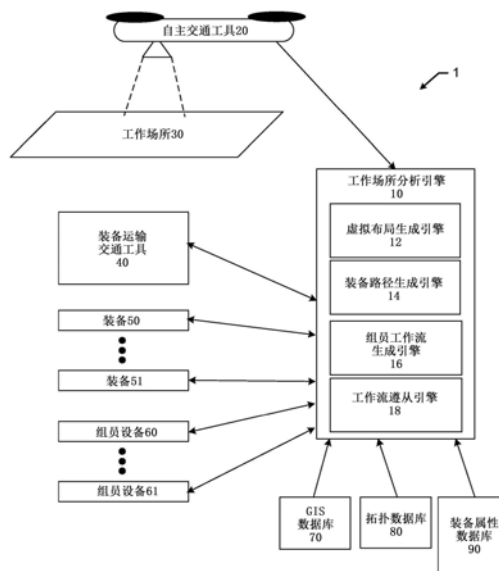 自主交通工具20
1
工作场所30
工作场所分析引擎
10
虚拟布局生成引擎
12
装备路径生成引擎
14
组员工作流
生成引擎
16
工作流遵从引擎
18
装备运输
交通工具
40
装备50
装备51
组员设备60
组员设备61
GIS
数据库
70
拓扑数据库
80
装备属性
数据库
90